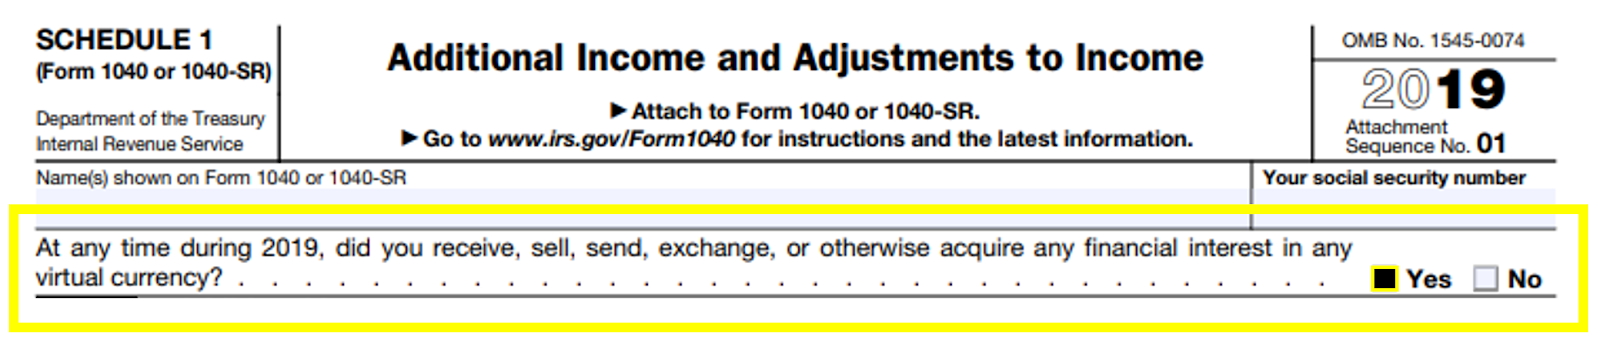 SCHEDULE 1
(Form 1040 or 1040-SR)
Department of the Treasury
Internal Revenue Service
Additional Income and Adjustments to Income
▶ Attach to Form 1040 or 1040-SR.
▶ Go to www.irs.gov/Form1040 for instructions and the latest information.
OMB No. 1545-0074
2019
Attachment
Sequence No. 01
Name(s) shown on Form 1040 or 1040-SR
Your social security number
At any time during 2019, did you receive, sell, send, exchange, or otherwise acquire any financial interest in any
virtual currency? . . . . . . . . . . . . . . . . . . . . . . . . . . . . . . . . Yes No